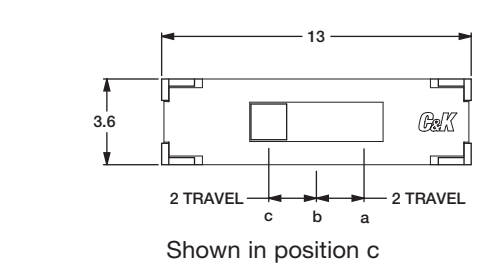 13
3.6
C&K
2 TRAVEL 2 TRAVEL
c b a
Shown in position c